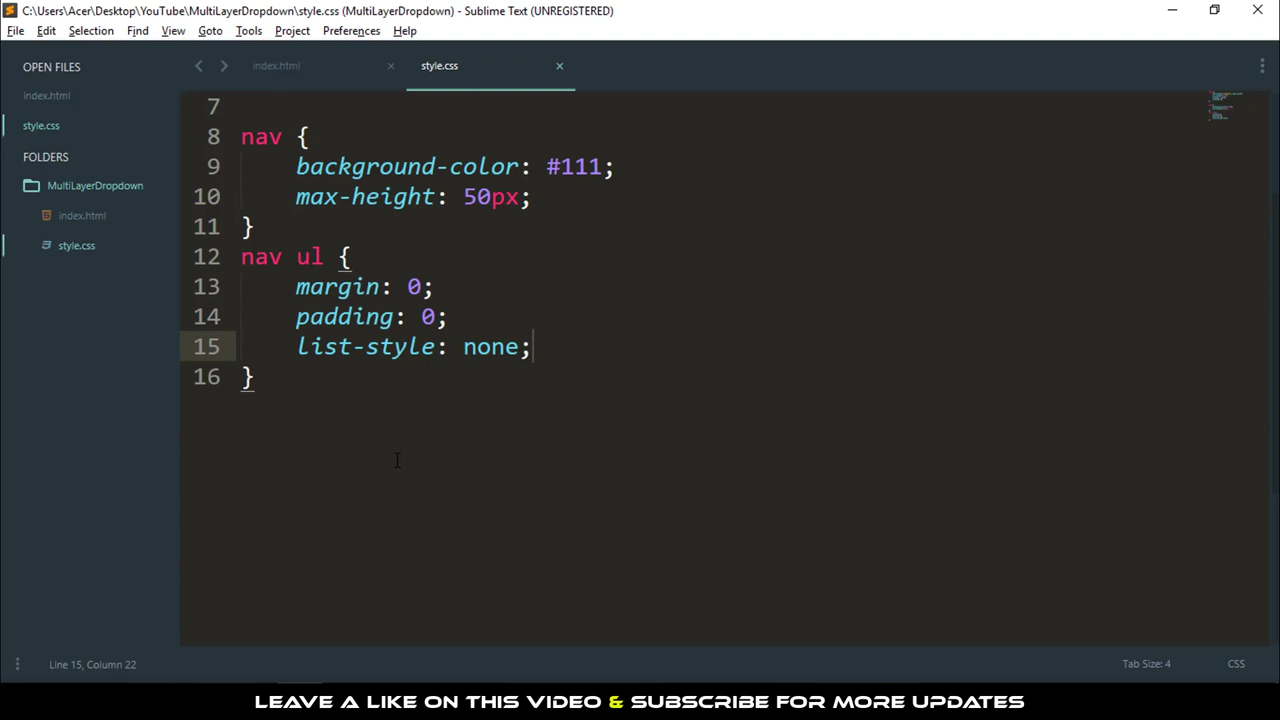 C:\Users\Acer\Desktop\YouTube\MultiLayerDropdown\style.css (MultiLayerDropdown) - Sublime Text (UNREGISTERED)
File Edit Selection Find View Goto Tools Project Preferences Help
OPEN FILES
index.html
style.css
FOLDERS
MultiLayerDropdown
index.html
style.css
index.html style.css
7
8 nav {
9 background-color: #111;
10 max-height: 50px;
11 }
12 nav ul {
13 margin: 0;
14 padding: 0;
15 list-style: none;
16 }
Line 15, Column 22 Tab Size: 4 CSS
LEAVE A LIKE ON THIS VIDEO & SUBSCRIBE FOR MORE UPDATES